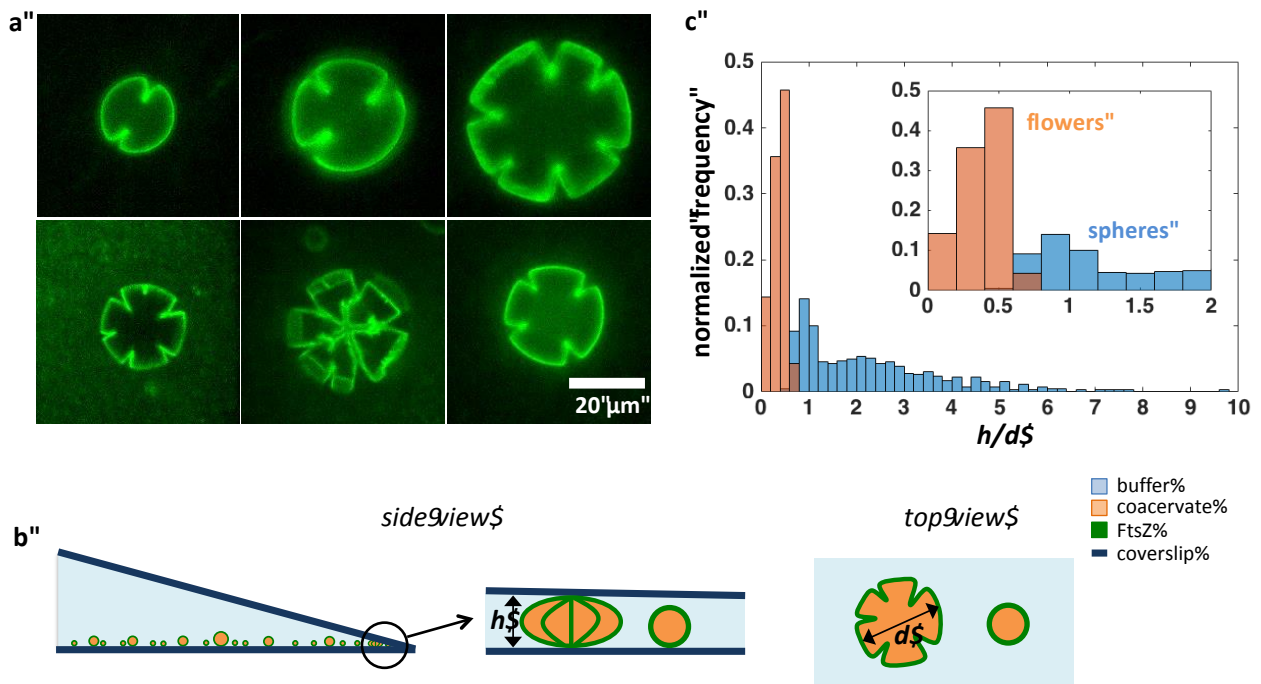 a"
20"µm"
c"
normalized"frequency"
0.5
0.4
0.3
0.2
0.1
0
0 1 2 3 4 5 6 7 8 9 10
h/d$
0.5
0.4
0.3
0.2
0.1
0
0 0.5 1 1.5 2
flowers"
spheres"
buffer%
coacervate%
FtsZ%
coverslip%
b"
side9view$
top9view$
h$
d$